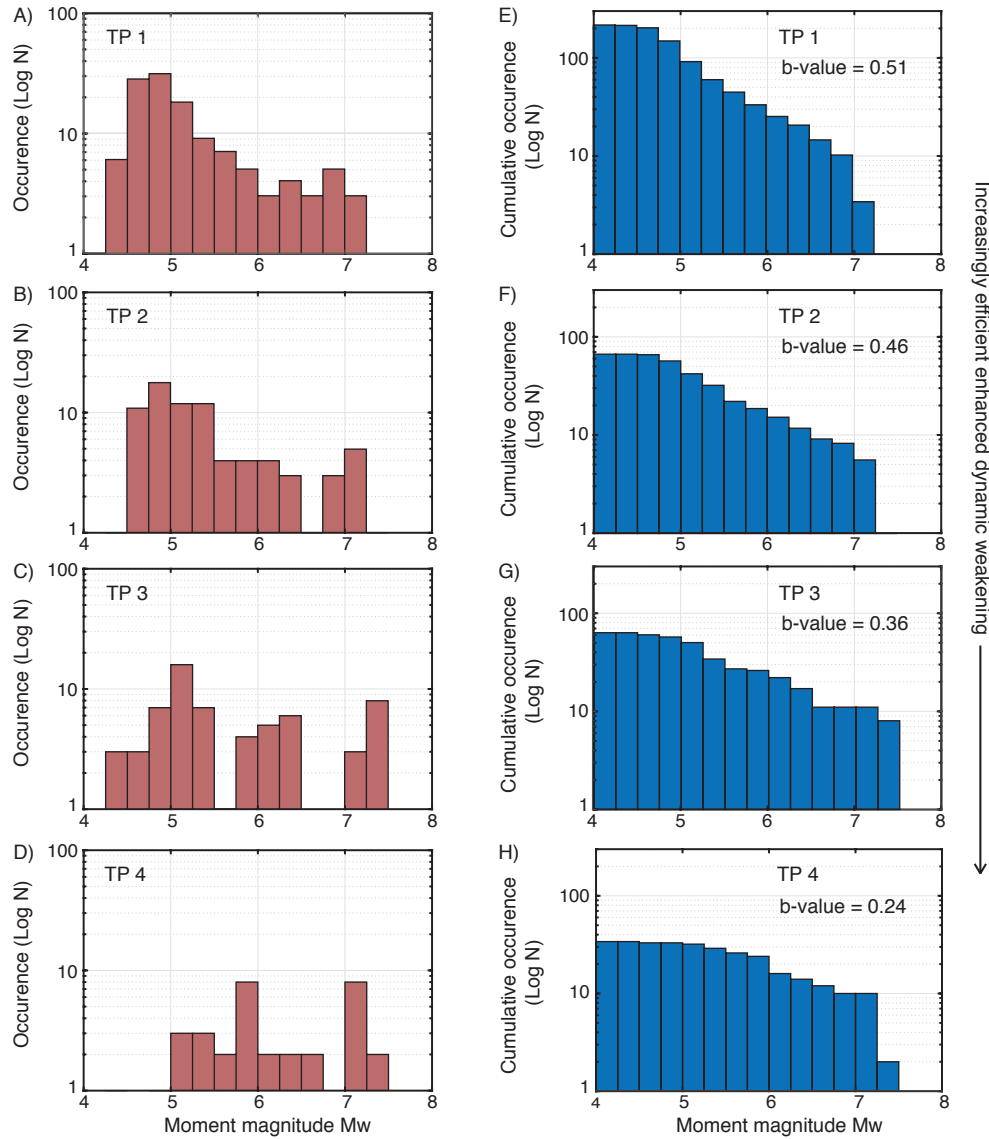 A)
TP 1
100
10
1
4 5 6 7 8
Occurence (Log N)
E)
TP 1
b-value = 0.51
100
10
1
4 5 6 7 8
Cumulative occurence
(Log N)
B)
TP 2
100
10
1
4 5 6 7 8
Occurence (Log N)
F)
TP 2
b-value = 0.46
100
10
1
4 5 6 7 8
Cumulative occurence
(Log N)
C)
TP 3
100
10
1
4 5 6 7 8
Occurence (Log N)
G)
TP 3
b-value = 0.36
100
10
1
4 5 6 7 8
Cumulative occurence
(Log N)
D)
TP 4
100
10
1
4 5 6 7 8
Occurence (Log N)
Moment magnitude Mw
H)
TP 4
b-value = 0.24
100
10
1
4 5 6 7 8
Cumulative occurence
(Log N)
Moment magnitude Mw
Increasingly efficient enhanced dynamic weakening